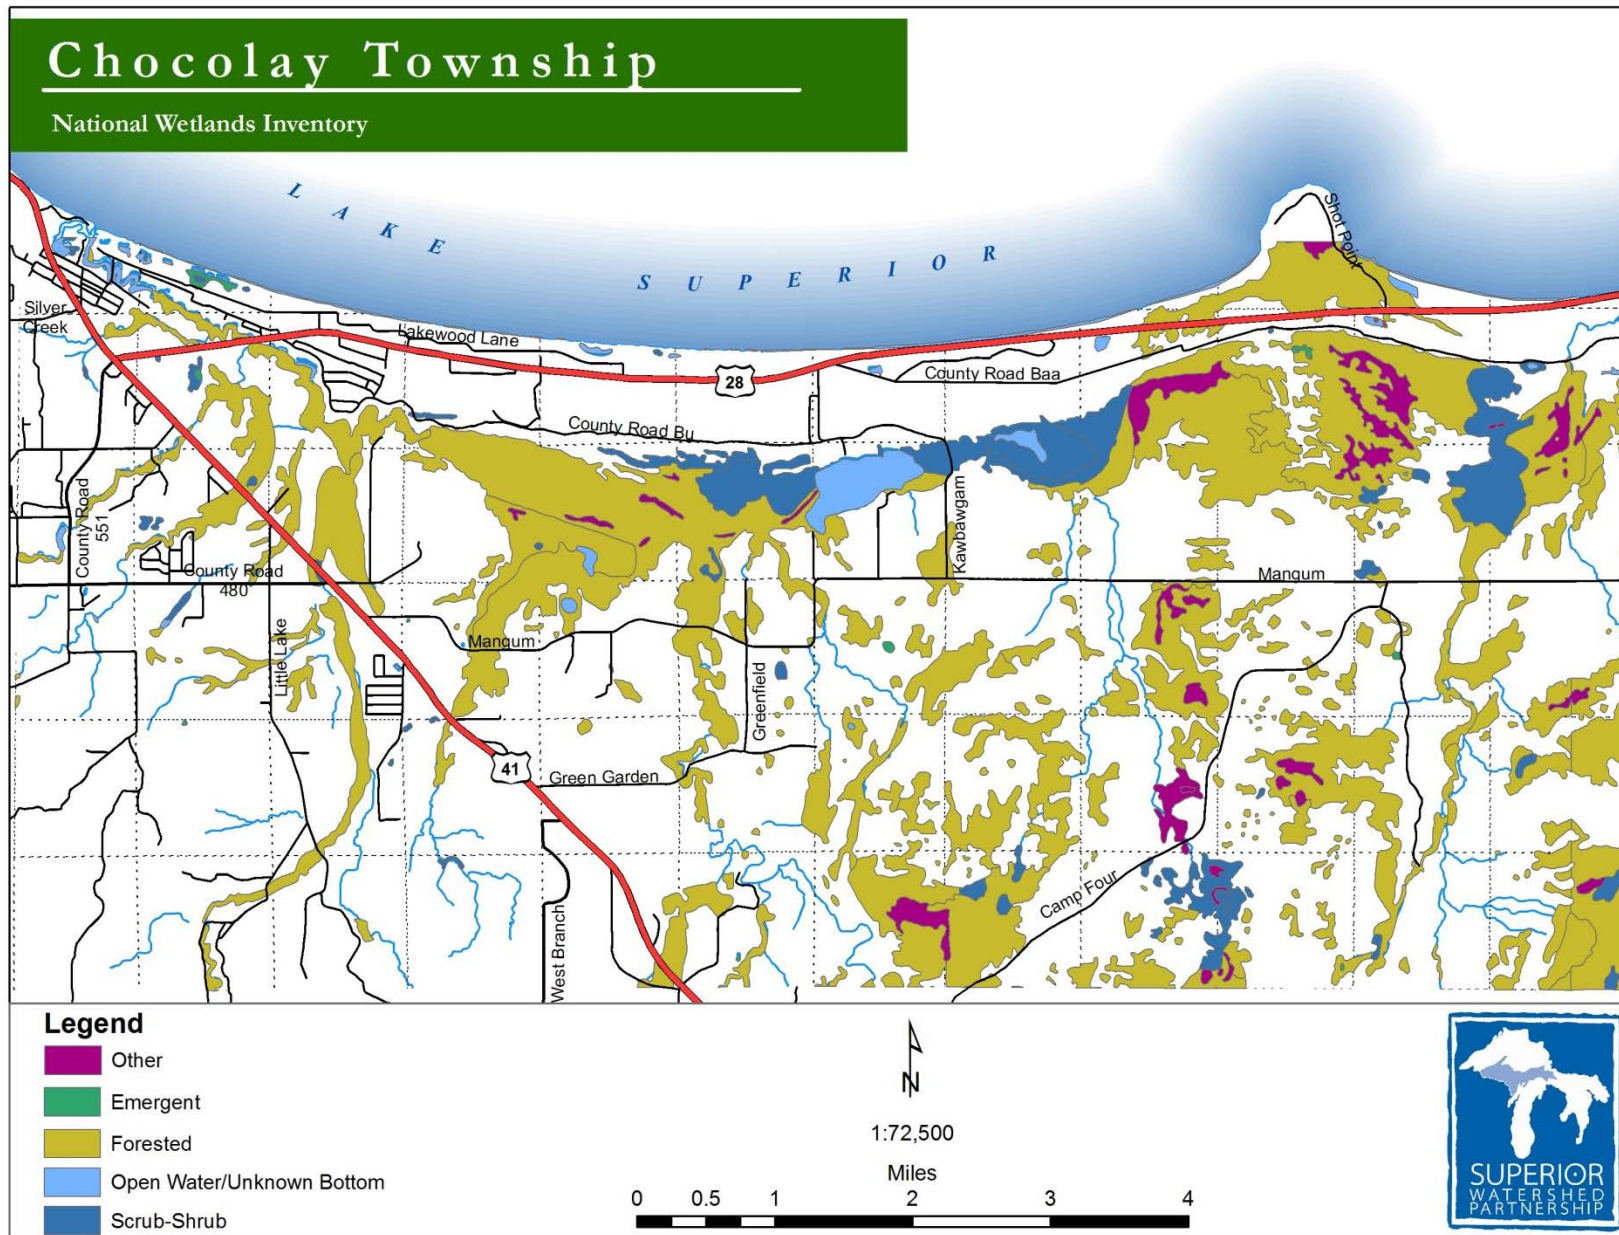 Chocolay Township
National Wetlands Inventory
LAKE
SUPERIOR
Shot Point
Silver
Creek
Lakewood Lane
28
County Road Baa
County Road Bu
County Road
551
Kawbawgam
County Road
480
Mangum
Mangum
Little Lake
Greenfield
41
Green Garden
Camp Four
West Branch
Legend
Other
Emergent
Forested
Open Water/Unknown Bottom
Scrub-Shrub
N
1:72,500
Miles
0 0.5 1 2 3 4
SUPERIOR
WATERSHED
PARTNERSHIP